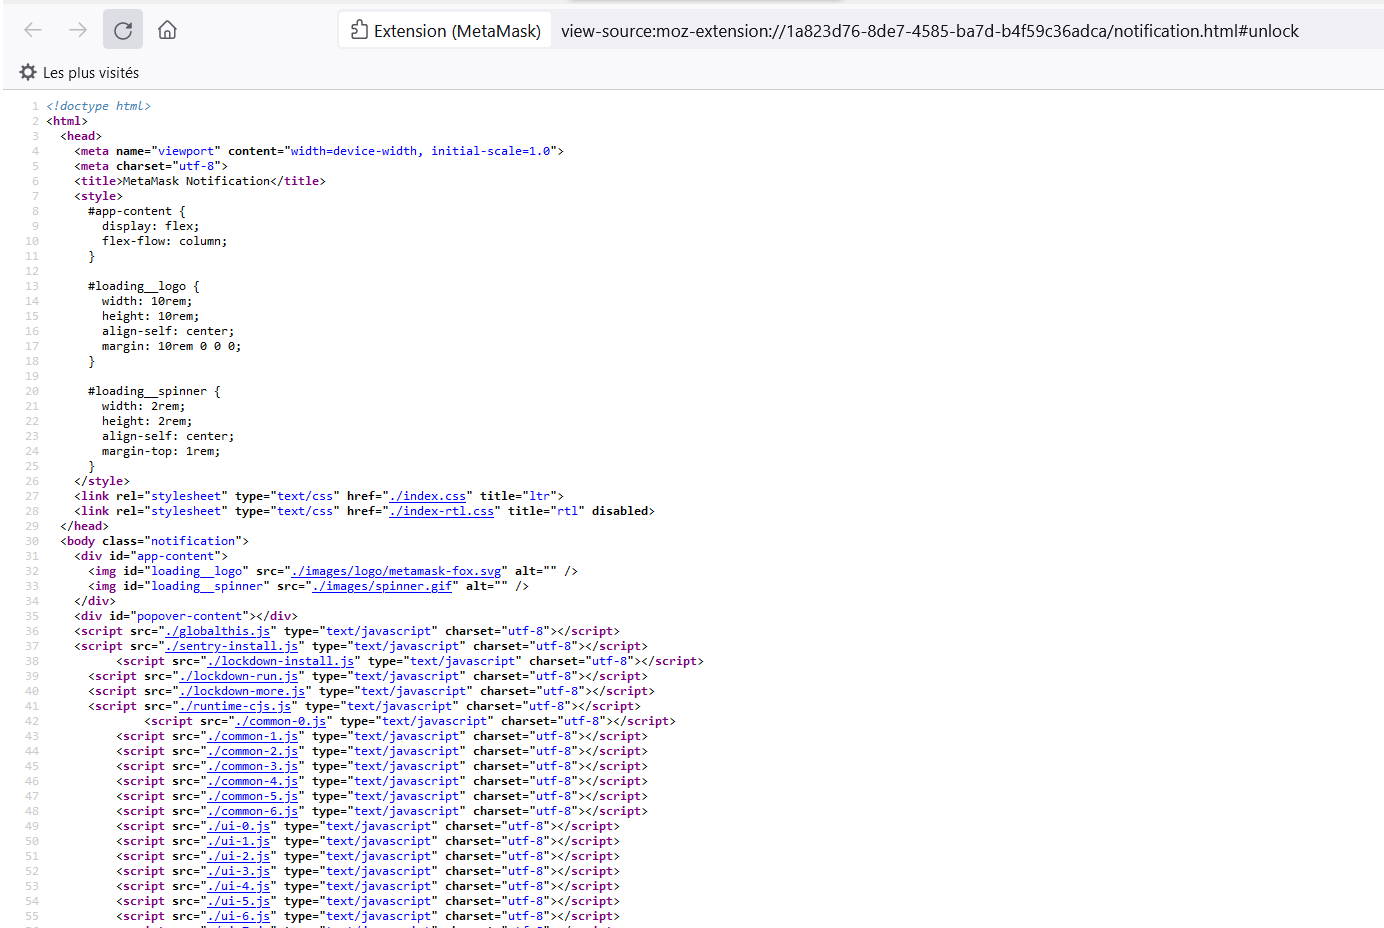 Extension (MetaMask) view-source:moz-extension://1a823d76-8de7-4585-ba7d-b4f59c36adca/notification.html#unlock
Les plus visités
1 <!doctype html>
2 <html>
3 <head>
4 <meta name="viewport" content="width=device-width, initial-scale=1.0">
5 <meta charset="utf-8">
6 <title>MetaMask Notification</title>
7 <style>
8 #app-content {
9 display: flex;
10 flex-flow: column;
11 }
12
13 #loading__logo {
14 width: 10rem;
15 height: 10rem;
16 align-self: center;
17 margin: 10rem 0 0 0;
18 }
19
20 #loading__spinner {
21 width: 2rem;
22 height: 2rem;
23 align-self: center;
24 margin-top: 1rem;
25 }
26 </style>
27 <link rel="stylesheet" type="text/css" href="./index.css" title="ltr">
28 <link rel="stylesheet" type="text/css" href="./index-rtl.css" title="rtl" disabled>
29 </head>
30 <body class="notification">
31 <div id="app-content">
32 <img id="loading__logo" src="./images/logo/metamask-fox.svg" alt="" />
33 <img id="loading__spinner" src="./images/spinner.gif" alt="" />
34 </div>
35 <div id="popover-content"></div>
36 <script src="./globalthis.js" type="text/javascript" charset="utf-8"></script>
37 <script src="./sentry-install.js" type="text/javascript" charset="utf-8"></script>
38 <script src="./lockdown-install.js" type="text/javascript" charset="utf-8"></script>
39 <script src="./lockdown-run.js" type="text/javascript" charset="utf-8"></script>
40 <script src="./lockdown-more.js" type="text/javascript" charset="utf-8"></script>
41 <script src="./runtime-cjs.js" type="text/javascript" charset="utf-8"></script>
42 <script src="./common-0.js" type="text/javascript" charset="utf-8"></script>
43 <script src="./common-1.js" type="text/javascript" charset="utf-8"></script>
44 <script src="./common-2.js" type="text/javascript" charset="utf-8"></script>
45 <script src="./common-3.js" type="text/javascript" charset="utf-8"></script>
46 <script src="./common-4.js" type="text/javascript" charset="utf-8"></script>
47 <script src="./common-5.js" type="text/javascript" charset="utf-8"></script>
48 <script src="./common-6.js" type="text/javascript" charset="utf-8"></script>
49 <script src="./ui-0.js" type="text/javascript" charset="utf-8"></script>
50 <script src="./ui-1.js" type="text/javascript" charset="utf-8"></script>
51 <script src="./ui-2.js" type="text/javascript" charset="utf-8"></script>
52 <script src="./ui-3.js" type="text/javascript" charset="utf-8"></script>
53 <script src="./ui-4.js" type="text/javascript" charset="utf-8"></script>
54 <script src="./ui-5.js" type="text/javascript" charset="utf-8"></script>
55 <script src="./ui-6.js" type="text/javascript" charset="utf-8"></script>